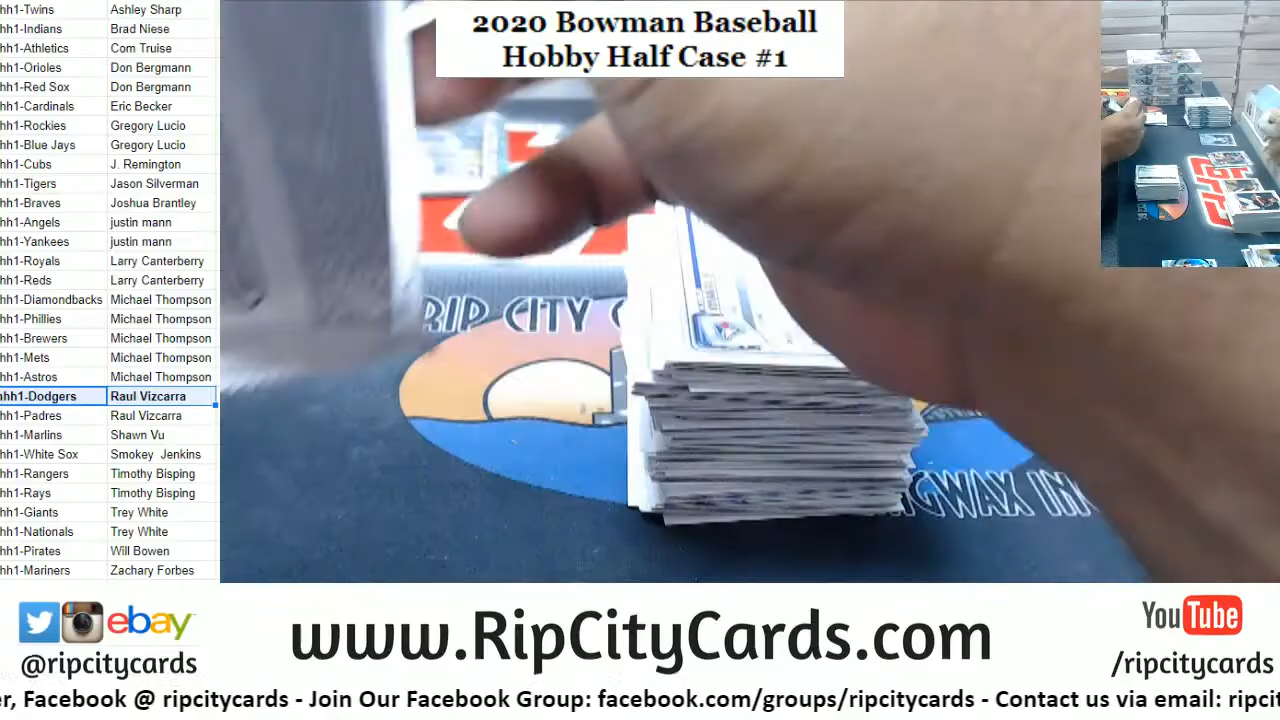 2020 Bowman Baseball
Hobby Half Case #1
hh1-Twins Ashley Sharp
hh1-Indians Brad Niese
hh1-Athletics Com Truise
hh1-Orioles Don Bergmann
hh1-Red Sox Don Bergmann
hh1-Cardinals Eric Becker
hh1-Rockies Gregory Lucio
hh1-Blue Jays Gregory Lucio
hh1-Cubs J. Remington
hh1-Tigers Jason Silverman
hh1-Braves Joshua Brantley
hh1-Angels justin mann
hh1-Yankees justin mann
hh1-Royals Larry Canterberry
hh1-Reds Larry Canterberry
hh1-Diamondbacks Michael Thompson
hh1-Phillies Michael Thompson
hh1-Brewers Michael Thompson
hh1-Mets Michael Thompson
hh1-Astros Michael Thompson
hh1-Dodgers Raul Vizcarra
hh1-Padres Raul Vizcarra
hh1-Marlins Shawn Vu
hh1-White Sox Smokey Jenkins
hh1-Rangers Timothy Bisping
hh1-Rays Timothy Bisping
hh1-Giants Trey White
hh1-Nationals Trey White
hh1-Pirates Will Bowen
hh1-Mariners Zachary Forbes
RIP CITY
GWAX IN
ebay
@ripcitycards
www.RipCityCards.com
YouTube
/ripcitycards
er, Facebook @ ripcitycards - Join Our Facebook Group: facebook.com/groups/ripcitycards - Contact us via email: ripci